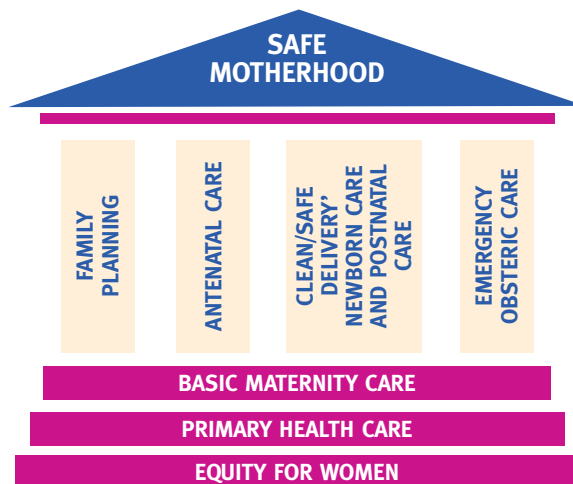 SAFE
MOTHERHOOD
FAMILY
PLANNING
ANTENATAL CARE
CLEAN/SAFE
DELIVERY’
NEWBORN CARE
AND POSTNATAL
CARE
EMERGENCY
OBSTERIC CARE
BASIC MATERNITY CARE
PRIMARY HEALTH CARE
EQUITY FOR WOMEN